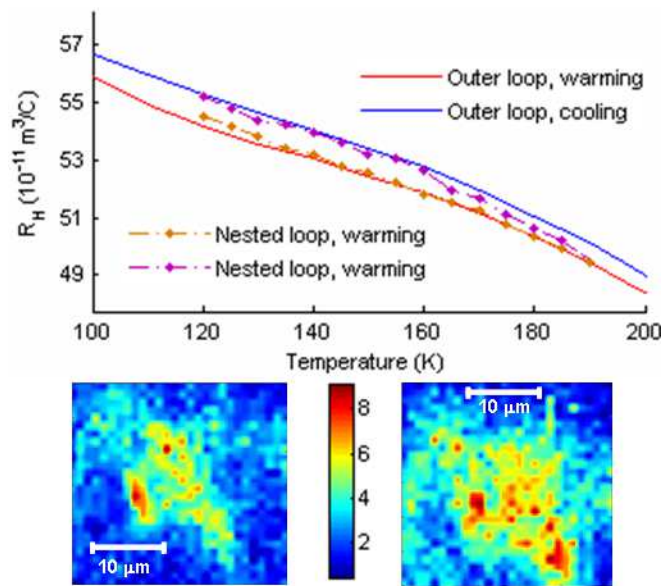 57
55
53
51
49
R_H (10^-11 m^3/C)
Outer loop, warming
Outer loop, cooling
Nested loop, warming
Nested loop, warming
100 120 140 160 180 200
Temperature (K)
10 μm
10 μm
8
6
4
2